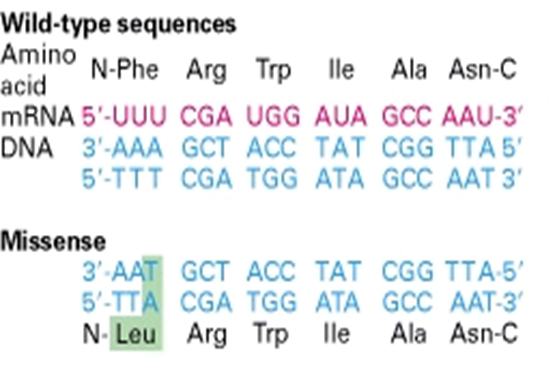 Wild-type sequences
Amino acid N-Phe Arg Trp Ile Ala Asn-C
mRNA 5′-UUU CGA UGG AUA GCC AAU-3′
DNA 3′-AAA GCT ACC TAT CGG TTA 5′
5′-TTT CGA TGG ATA GCC AAT 3′
Missense
3′-AAT GCT ACC TAT CGG TTA-5′
5′-TTA CGA TGG ATA GCC AAT-3′
N- Leu Arg Trp Ile Ala Asn-C